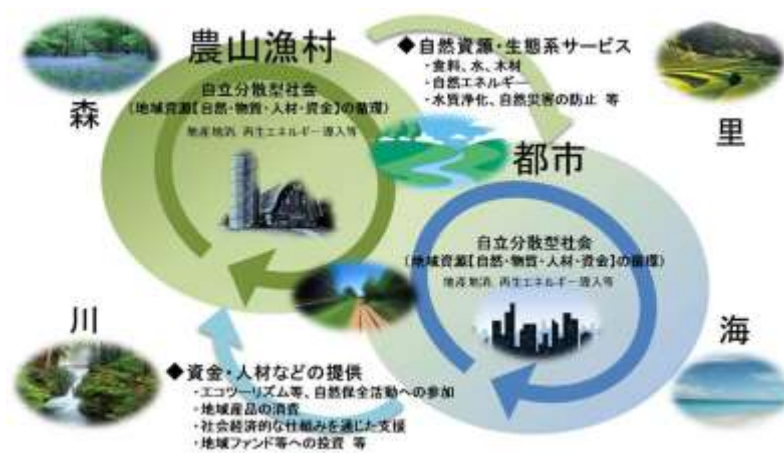 農山漁村
自立分散型社会
(地域資源【自然・物質・人材・資金】の循環)
地産地消、再生エネルギー導入等
◆自然資源・生態系サービス
・食料、水、木材
・自然エネルギー
・水質浄化、自然災害の防止 等
森
里
都市
自立分散型社会
(地域資源【自然・物質・人材・資金】の循環)
地産地消、再生エネルギー導入等
川
海
◆資金・人材などの提供
・エコツーリズム等、自然保全活動への参加
・地域産品の消費
・社会経済的な仕組みを通じた支援
・地域ファンド等への投資 等